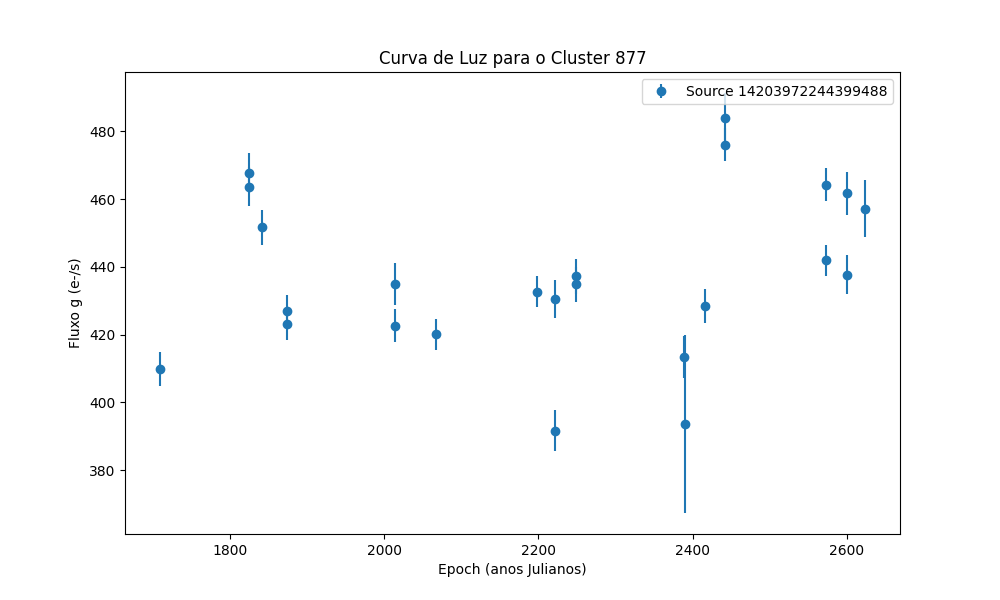 Curva de Luz para o Cluster 877
Source 14203972244399488
Fluxo g (e-/s)
480
460
440
420
400
380
1800
2000
2200
2400
2600
Epoch (anos Julianos)